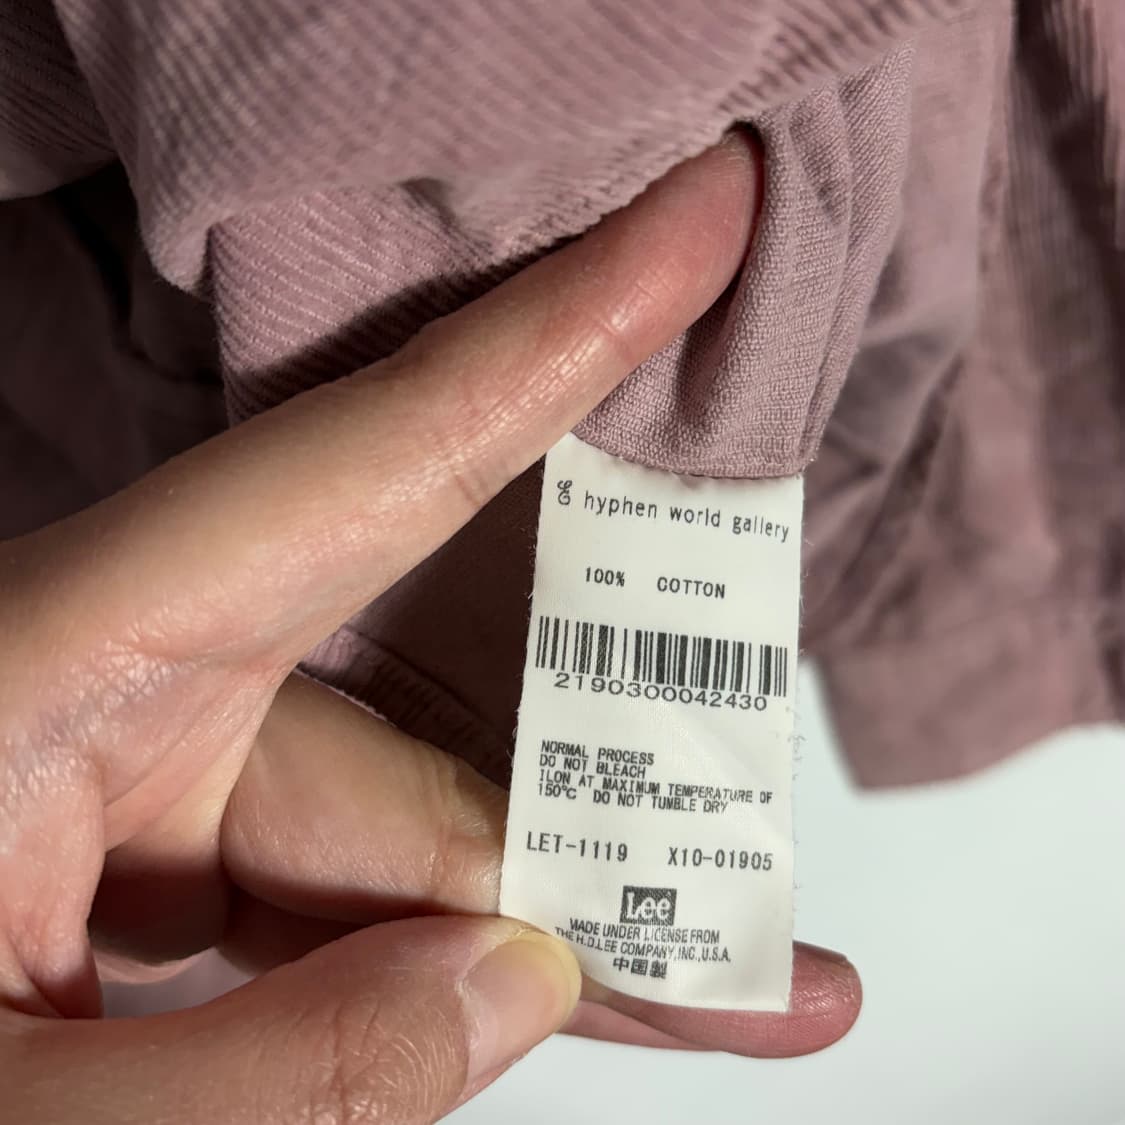 hyphen world gallery
100% COTTON
2190300042430
NORMAL PROCESS
DO NOT BLEACH
ILON AT MAXIMUM TEMPERATURE OF
150°C DO NOT TUMBLE DRY
LET-1119 X10-01905
Lee
MADE UNDER LICENSE FROM
THE H.D.LEE COMPANY,INC.,U.S.A.
中国製